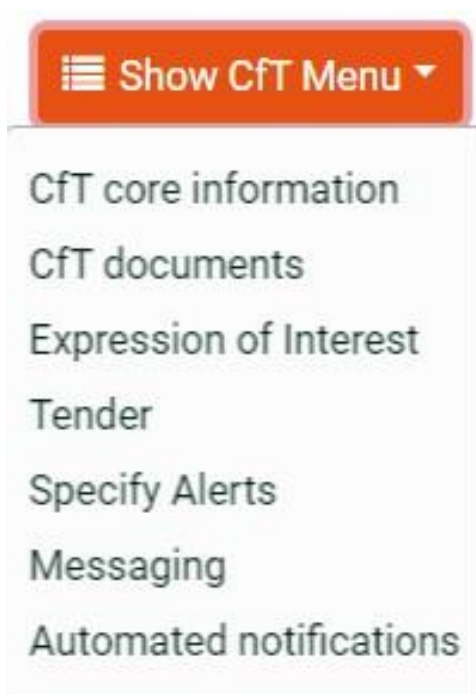 Show CfT Menu
CfT core information
CfT documents
Expression of Interest
Tender
Specify Alerts
Messaging
Automated notifications